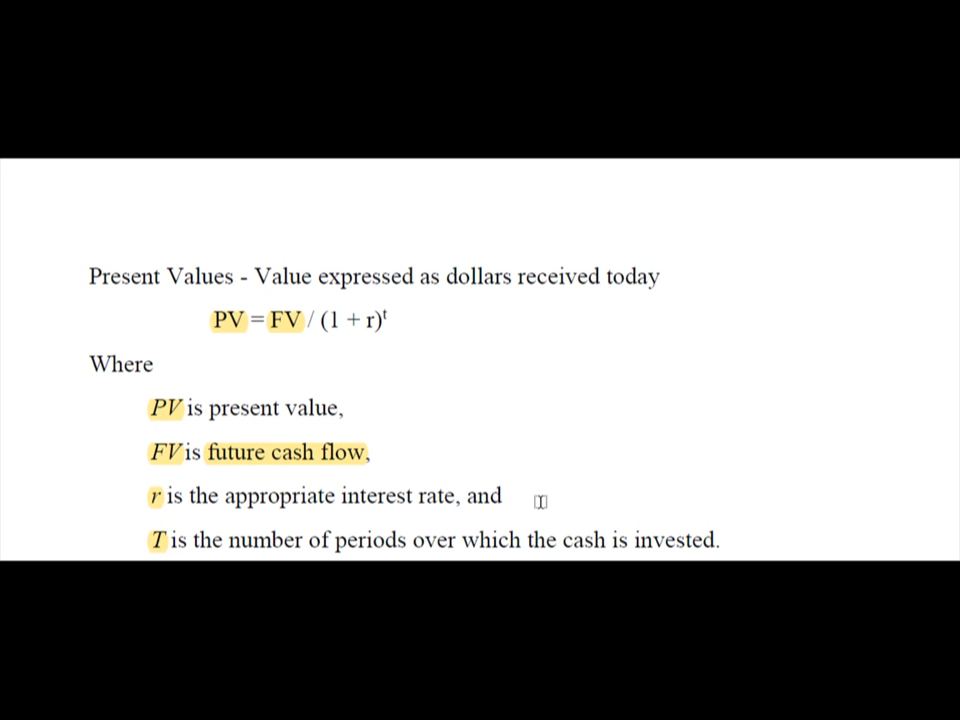 Present Values - Value expressed as dollars received today
PV = FV / (1 + r)ᵗ
Where
PV is present value,
FV is future cash flow,
r is the appropriate interest rate, and
T is the number of periods over which the cash is invested.